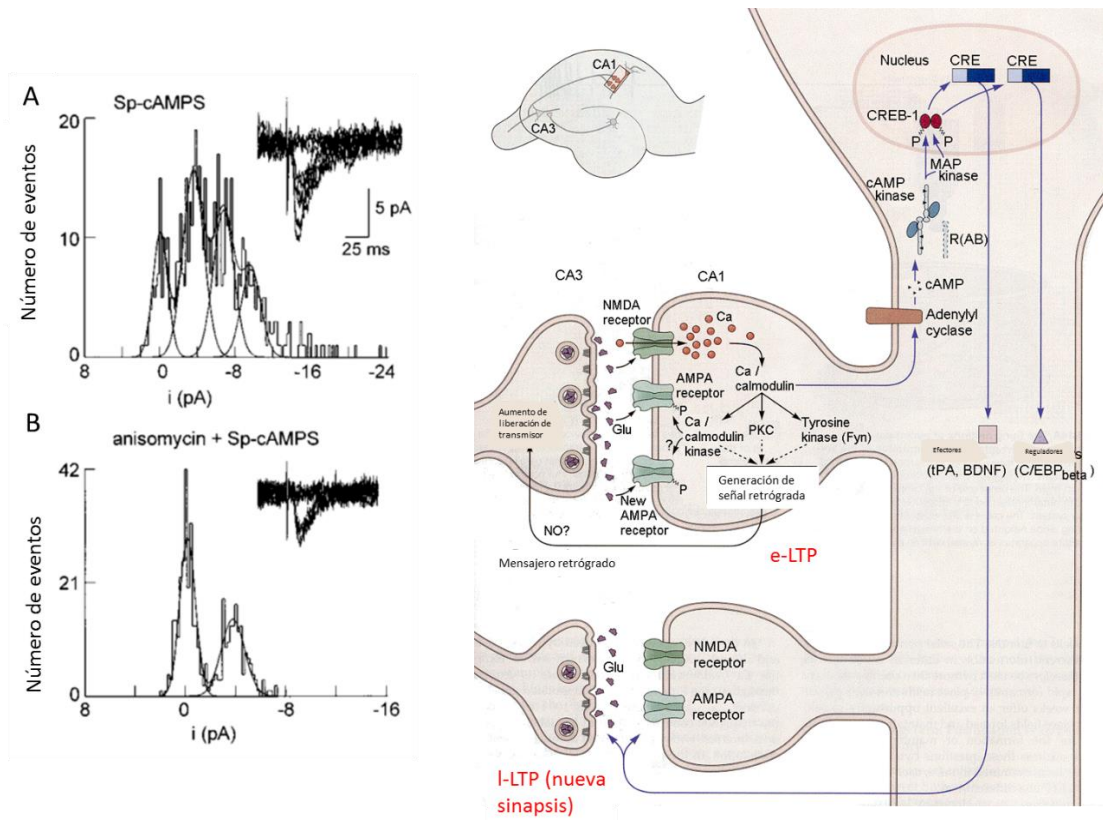 A
Sp-cAMPS
Número de eventos
20
10
0
8
0
-8
-16
-24
i (pA)
5 pA
25 ms
B
anisomycin + Sp-cAMPS
Número de eventos
42
21
0
8
0
-8
-16
i (pA)
CA1
CA3
Nucleus
CRE
CRE
CREB-1
P
P
MAP
kinase
cAMP
kinase
R(AB)
cAMP
Adenylyl
cyclase
CA3
CA1
NMDA
receptor
Ca
Ca /
calmodulin
AMPA
receptor
P
Aumento de
liberación de
transmisor
Glu
Ca /
calmodulin
kinase
?
PKC
Tyrosine
kinase (Fyn)
P
Generación de
señal retrógrada
New
AMPA
receptor
NO?
Mensajero retrógrado
e-LTP
Efectores
(tPA, BDNF)
Reguladores
s
(C/EBPbeta )
Glu
NMDA
receptor
AMPA
receptor
l-LTP (nueva
sinapsis)